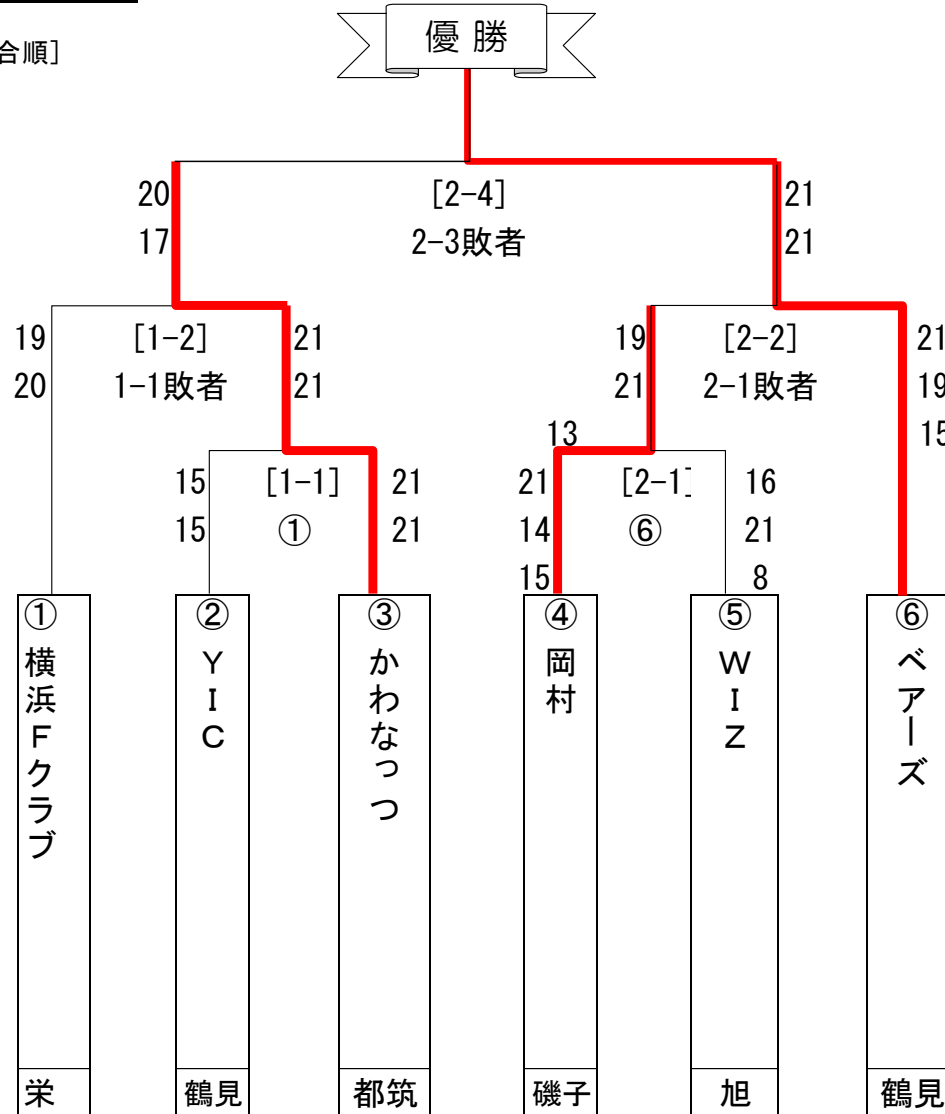 優勝
合順]
20 [2-4] 21
17 2-3敗者 21
19 [1-2] 21 19 [2-2] 21
20 1-1敗者 21 21 2-1敗者 19
13 15
15 [1-1] 21 21 [2-1] 16
15 ① 21 14 ⑥ 21
15 8
① ② ③ ④ ⑤ ⑥
横浜Fクラブ
YIC
かわなっつ
岡村
WIZ
ベアーズ
栄 鶴見 都筑 磯子 旭 鶴見